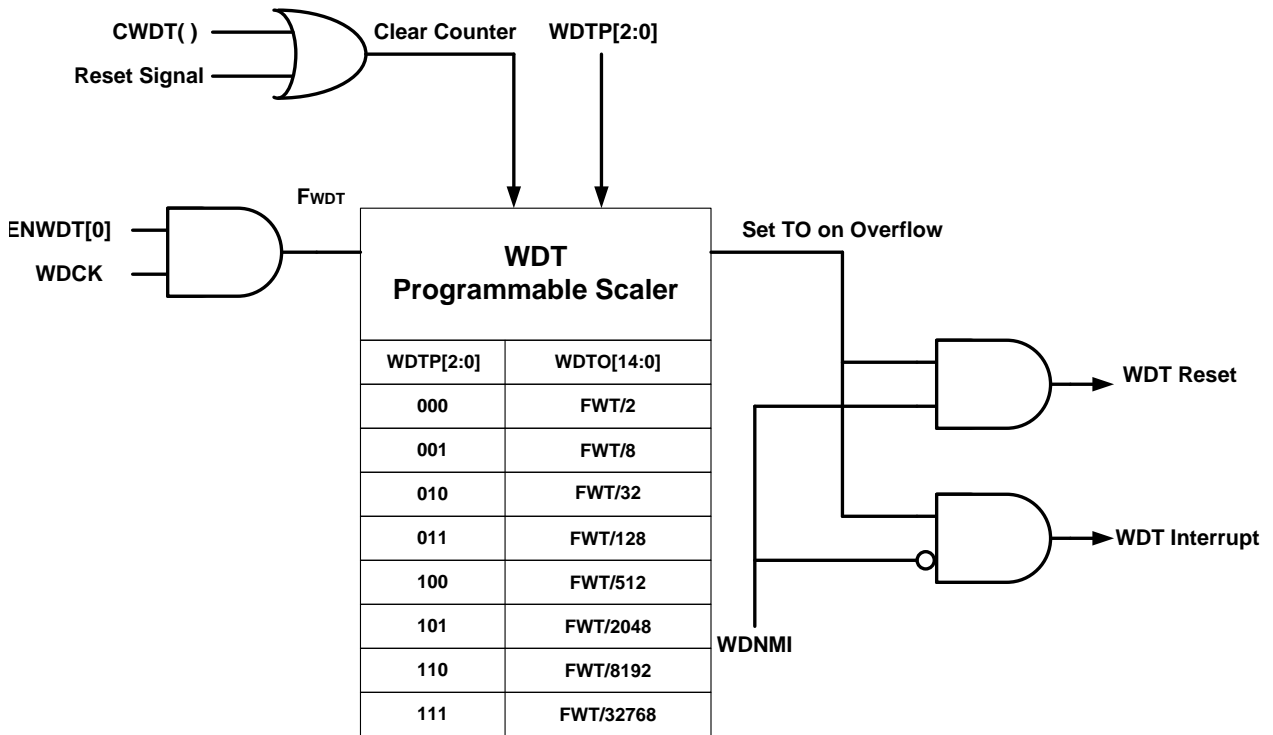 CWDT( )
Clear Counter
WDTP[2:0]
Reset Signal
FWDT
ENWDT[0]
WDCK
WDT
Programmable Scaler
Set TO on Overflow
WDTP[2:0] WDTO[14:0]
000 FWT/2
001 FWT/8
010 FWT/32
011 FWT/128
100 FWT/512
101 FWT/2048
110 FWT/8192
111 FWT/32768
WDT Reset
WDT Interrupt
WDNMI